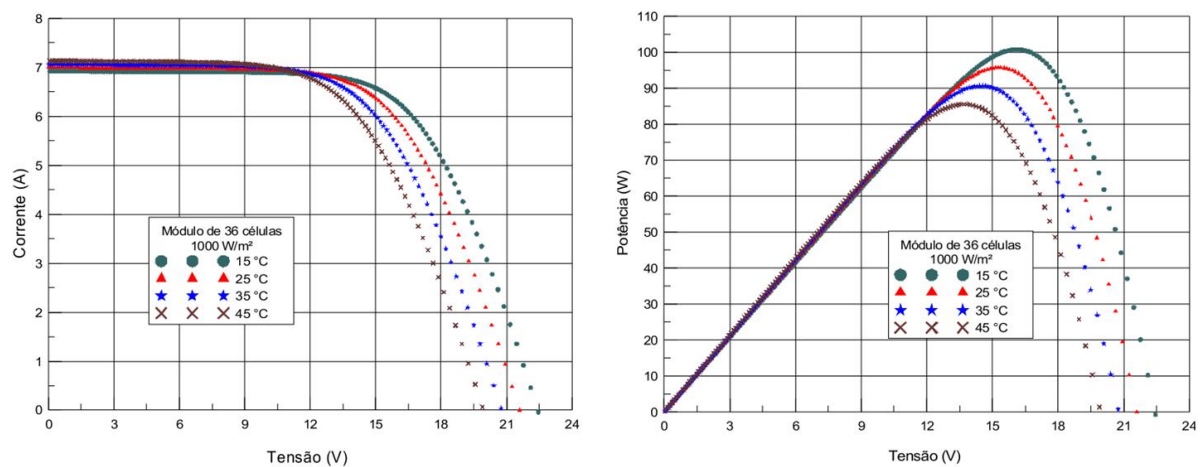 8
7
6
5
4
3
2
1
0
Corrente (A)
Módulo de 36 células
1000 W/m²
15 °C
25 °C
35 °C
45 °C
0 3 6 9 12 15 18 21 24
Tensão (V)
110
100
90
80
70
60
50
40
30
20
10
0
Potência (W)
Módulo de 36 células
1000 W/m²
15 °C
25 °C
35 °C
45 °C
0 3 6 9 12 15 18 21 24
Tensão (V)